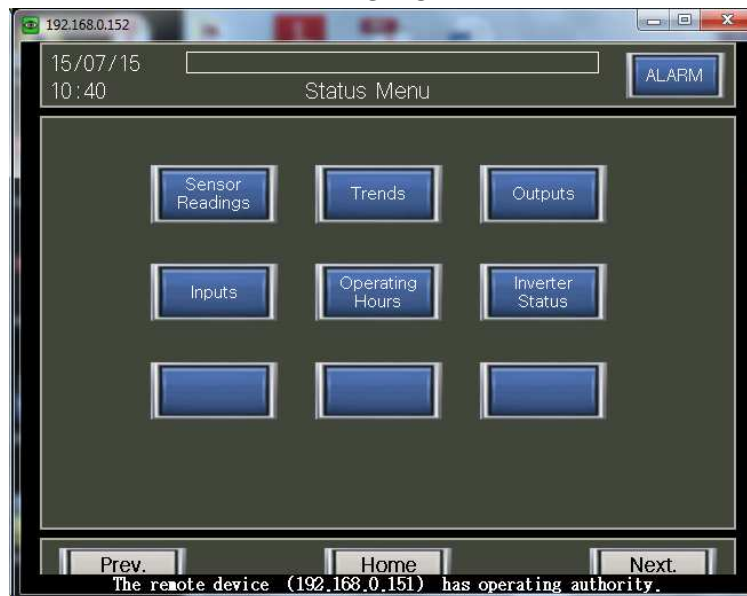 192.168.0.152
15/07/15
10:40
Status Menu
ALARM
Sensor
Readings
Trends
Outputs
Inputs
Operating
Hours
Inverter
Status
Prev.
Home
Next.
The remote device (192.168.0.151) has operating authority.